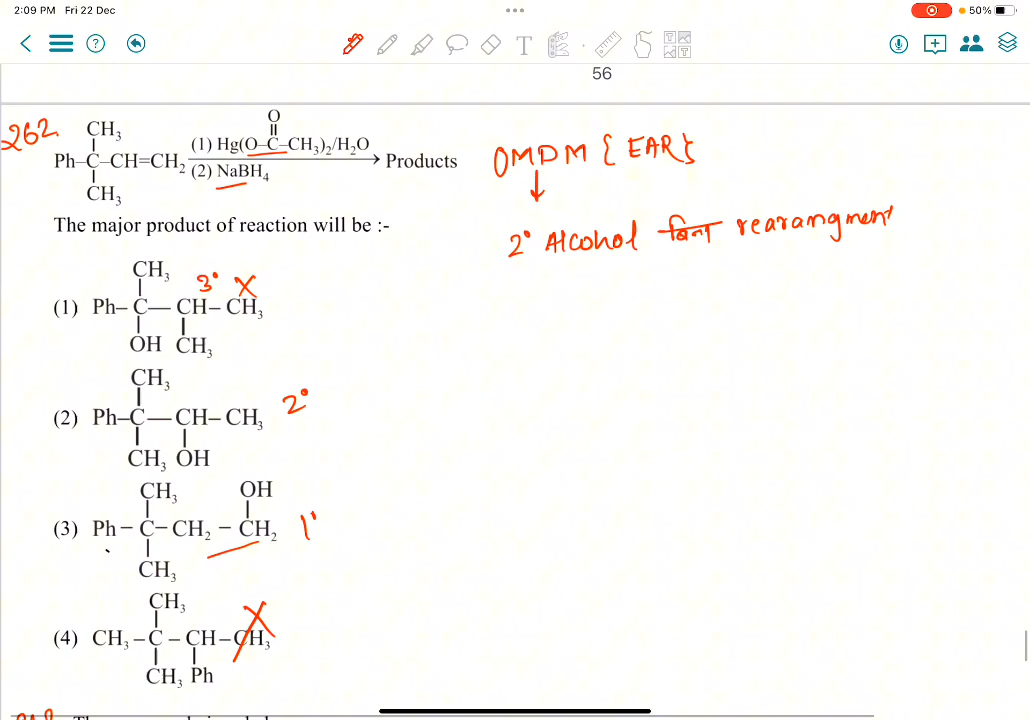 2:09 PM Fri 22 Dec
50%
56
262.
O
||
CH₃ (1) Hg(O–C–CH₃)₂/H₂O
Ph–C–CH=CH₂ (2) NaBH₄ → Products
CH₃
OMDM { EAR}
↓
2° Alcohol बिना rearangment
The major product of reaction will be :-
CH₃ 3° X
(1) Ph– C — CH– CH₃
OH CH₃
CH₃
(2) Ph–C — CH– CH₃ 2°
CH₃ OH
CH₃ OH
(3) Ph – C – CH₂ – CH₂ 1°
CH₃
CH₃ X
(4) CH₃ – C – CH – CH₃
CH₃ Ph